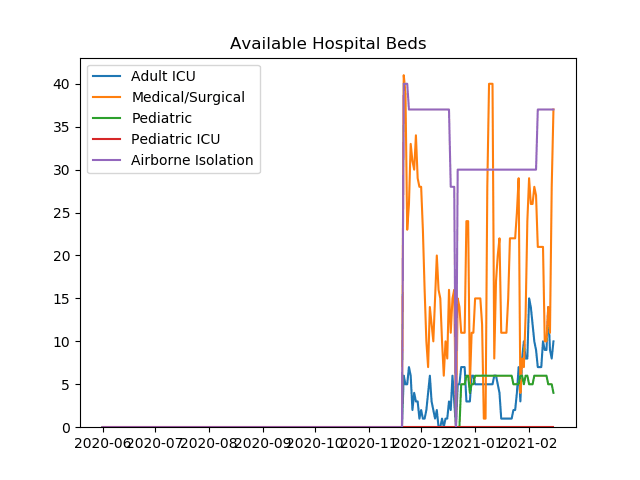 Available Hospital Beds
Adult ICU
Medical/Surgical
Pediatric
Pediatric ICU
Airborne Isolation
40
35
30
25
20
15
10
5
0
2020-06 2020-07 2020-08 2020-09 2020-10 2020-11 2020-12 2021-01 2021-02